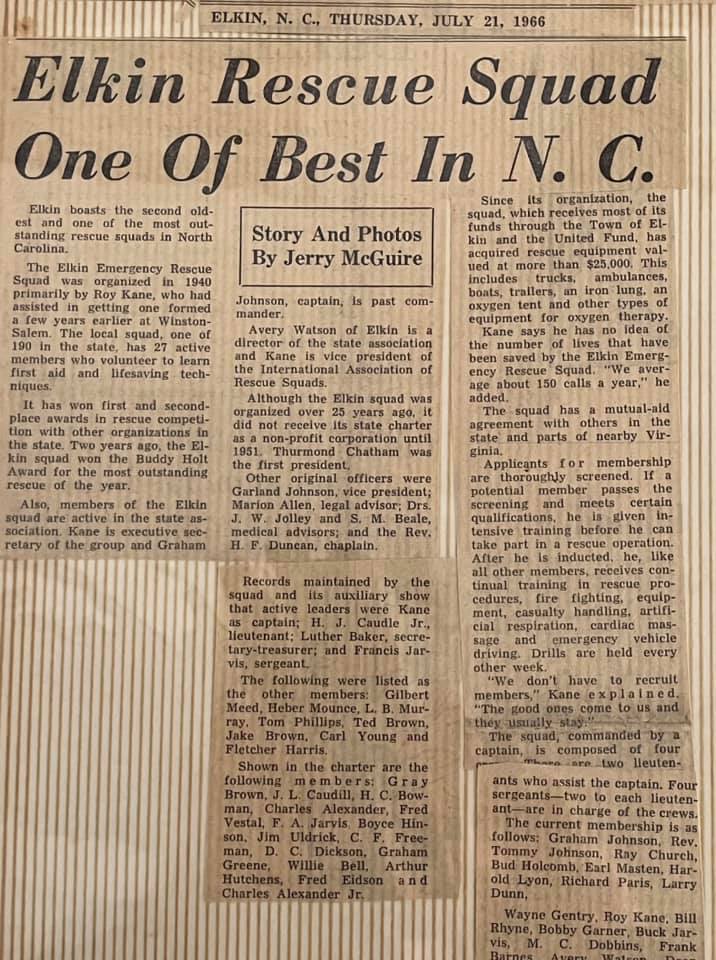 ELKIN, N. C., THURSDAY, JULY 21, 1966
Elkin Rescue Squad
One Of Best In N. C.
Elkin boasts the second old-
est and one of the most out-
standing rescue squads in North
Carolina.
The Elkin Emergency Rescue
Squad was organized in 1940
primarily by Roy Kane, who had
assisted in getting one formed
a few years earlier at Winston-
Salem. The local squad, one of
190 in the state, has 27 active
members who volunteer to learn
first aid and lifesaving tech-
niques.
It has won first and second-
place awards in rescue competi-
tion with other organizations in
the state. Two years ago, the El-
kin squad won the Buddy Holt
Award for the most outstanding
rescue of the year.
Also, members of the Elkin
squad are active in the state as-
sociation. Kane is executive sec-
retary of the group and Graham
Story And Photos
By Jerry McGuire
Johnson, captain, is past com-
mander.
Avery Watson of Elkin is a
director of the state association
and Kane is vice president of
the International Association of
Rescue Squads.
Although the Elkin squad was
organized over 25 years ago, it
did not receive its state charter
as a non-profit corporation until
1951. Thurmond Chatham was
the first president.
Other original officers were
Garland Johnson, vice president;
Marion Allen, legal advisor; Drs.
J. W. Jolley and S. M. Beale,
medical advisors; and the Rev.
H. F. Duncan, chaplain.
Records maintained by the
squad and its auxiliary show
that active leaders were Kane
as captain; H. J. Caudle Jr.,
lieutenant; Luther Baker, secre-
tary-treasurer; and Francis Jar-
vis, sergeant.
The following were listed as
the other members: Gilbert
Meed, Heber Mounce, L. B. Mur-
ray, Tom Phillips, Ted Brown,
Jake Brown, Carl Young and
Fletcher Harris.
Shown in the charter are the
following members: Gray
Brown, J. L. Caudill, H. C. Bow-
man, Charles Alexander, Fred
Vestal, F. A. Jarvis, Boyce Hin-
son, Jim Uldrick, C. F. Free-
man, D. C. Dickson, Graham
Greene, Willie Bell, Arthur
Hutchens, Fred Eidson and
Charles Alexander Jr.
Since its organization, the
squad, which receives most of its
funds through the Town of El-
kin and the United Fund, has
acquired rescue equipment val-
ued at more than $25,000. This
includes trucks, ambulances,
boats, trailers, an iron lung, an
oxygen tent and other types of
equipment for oxygen therapy.
Kane says he has no idea of
the number of lives that have
been saved by the Elkin Emerg-
ency Rescue Squad. "We aver-
age about 150 calls a year," he
added.
The squad has a mutual-aid
agreement with others in the
state and parts of nearby Vir-
ginia.
Applicants for membership
are thoroughly screened. If a
potential member passes the
screening and meets certain
qualifications, he is given in-
tensive training before he can
take part in a rescue operation.
After he is inducted, he, like
all other members, receives con-
tinual training in rescue pro-
cedures, fire fighting, equip-
ment, casualty handling, artifi-
cial respiration, cardiac mas-
sage and emergency vehicle
driving. Drills are held every
other week.
"We don't have to recruit
members," Kane explained.
"The good ones come to us and
they usually stay."
The squad, commanded by a
captain, is composed of four
There are two lieuten-
ants who assist the captain. Four
sergeants—two to each lieuten-
ant—are in charge of the crews.
The current membership is as
follows: Graham Johnson, Rev.
Tommy Johnson, Ray Church,
Bud Holcomb, Earl Masten, Har-
old Lyon, Richard Paris, Larry
Dunn,
Wayne Gentry, Roy Kane, Bill
Rhyne, Bobby Garner, Buck Jar-
vis, M. C. Dobbins, Frank
Barnes, Avery Watson,